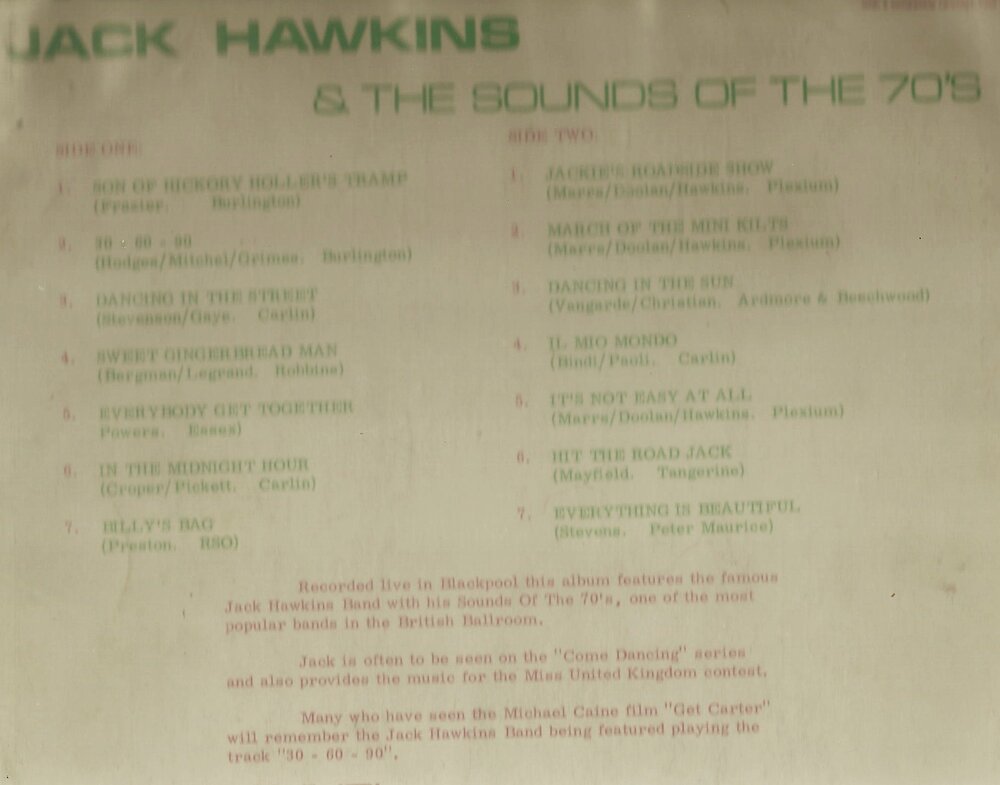 JACK HAWKINS
& THE SOUNDS OF THE 70'S
SIDE ONE:
1. SON OF HICKORY HOLLER'S TRAMP
(Frazier. Burlington)
2. 30 - 60 - 90
(Hodges/Mitchel/Grimes. Burlington)
3. DANCING IN THE STREET
(Stevenson/Gaye. Carlin)
4. SWEET GINGERBREAD MAN
(Bergman/Legrand. Robbins)
5. EVERYBODY GET TOGETHER
Powers. Essex)
6. IN THE MIDNIGHT HOUR
(Cropper/Pickett. Carlin)
7. BILLY'S BAG
(Preston. RSO)
SIDE TWO:
1. JACKIE'S ROADSIDE SHOW
(Marrs/Doolan/Hawkins. Plexium)
2. MARCH OF THE MINI KILTS
(Marrs/Doolan/Hawkins. Plexium)
3. DANCING IN THE SUN
(Vangarde/Christian. Ardmore & Beechwood)
4. IL MIO MONDO
(Bindi/Paoli. Carlin)
5. IT'S NOT EASY AT ALL
(Marrs/Doolan/Hawkins. Plexium)
6. HIT THE ROAD JACK
(Mayfield. Tangerine)
7. EVERYTHING IS BEAUTIFUL
(Stevens. Peter Maurice)
Recorded live in Blackpool this album features the famous
Jack Hawkins Band with his Sounds Of The 70's, one of the most
popular bands in the British Ballroom.
Jack is often to be seen on the "Come Dancing" series
and also provides the music for the Miss United Kingdom contest.
Many who have seen the Michael Caine film "Get Carter"
will remember the Jack Hawkins Band being featured playing the
track "30 - 60 - 90".